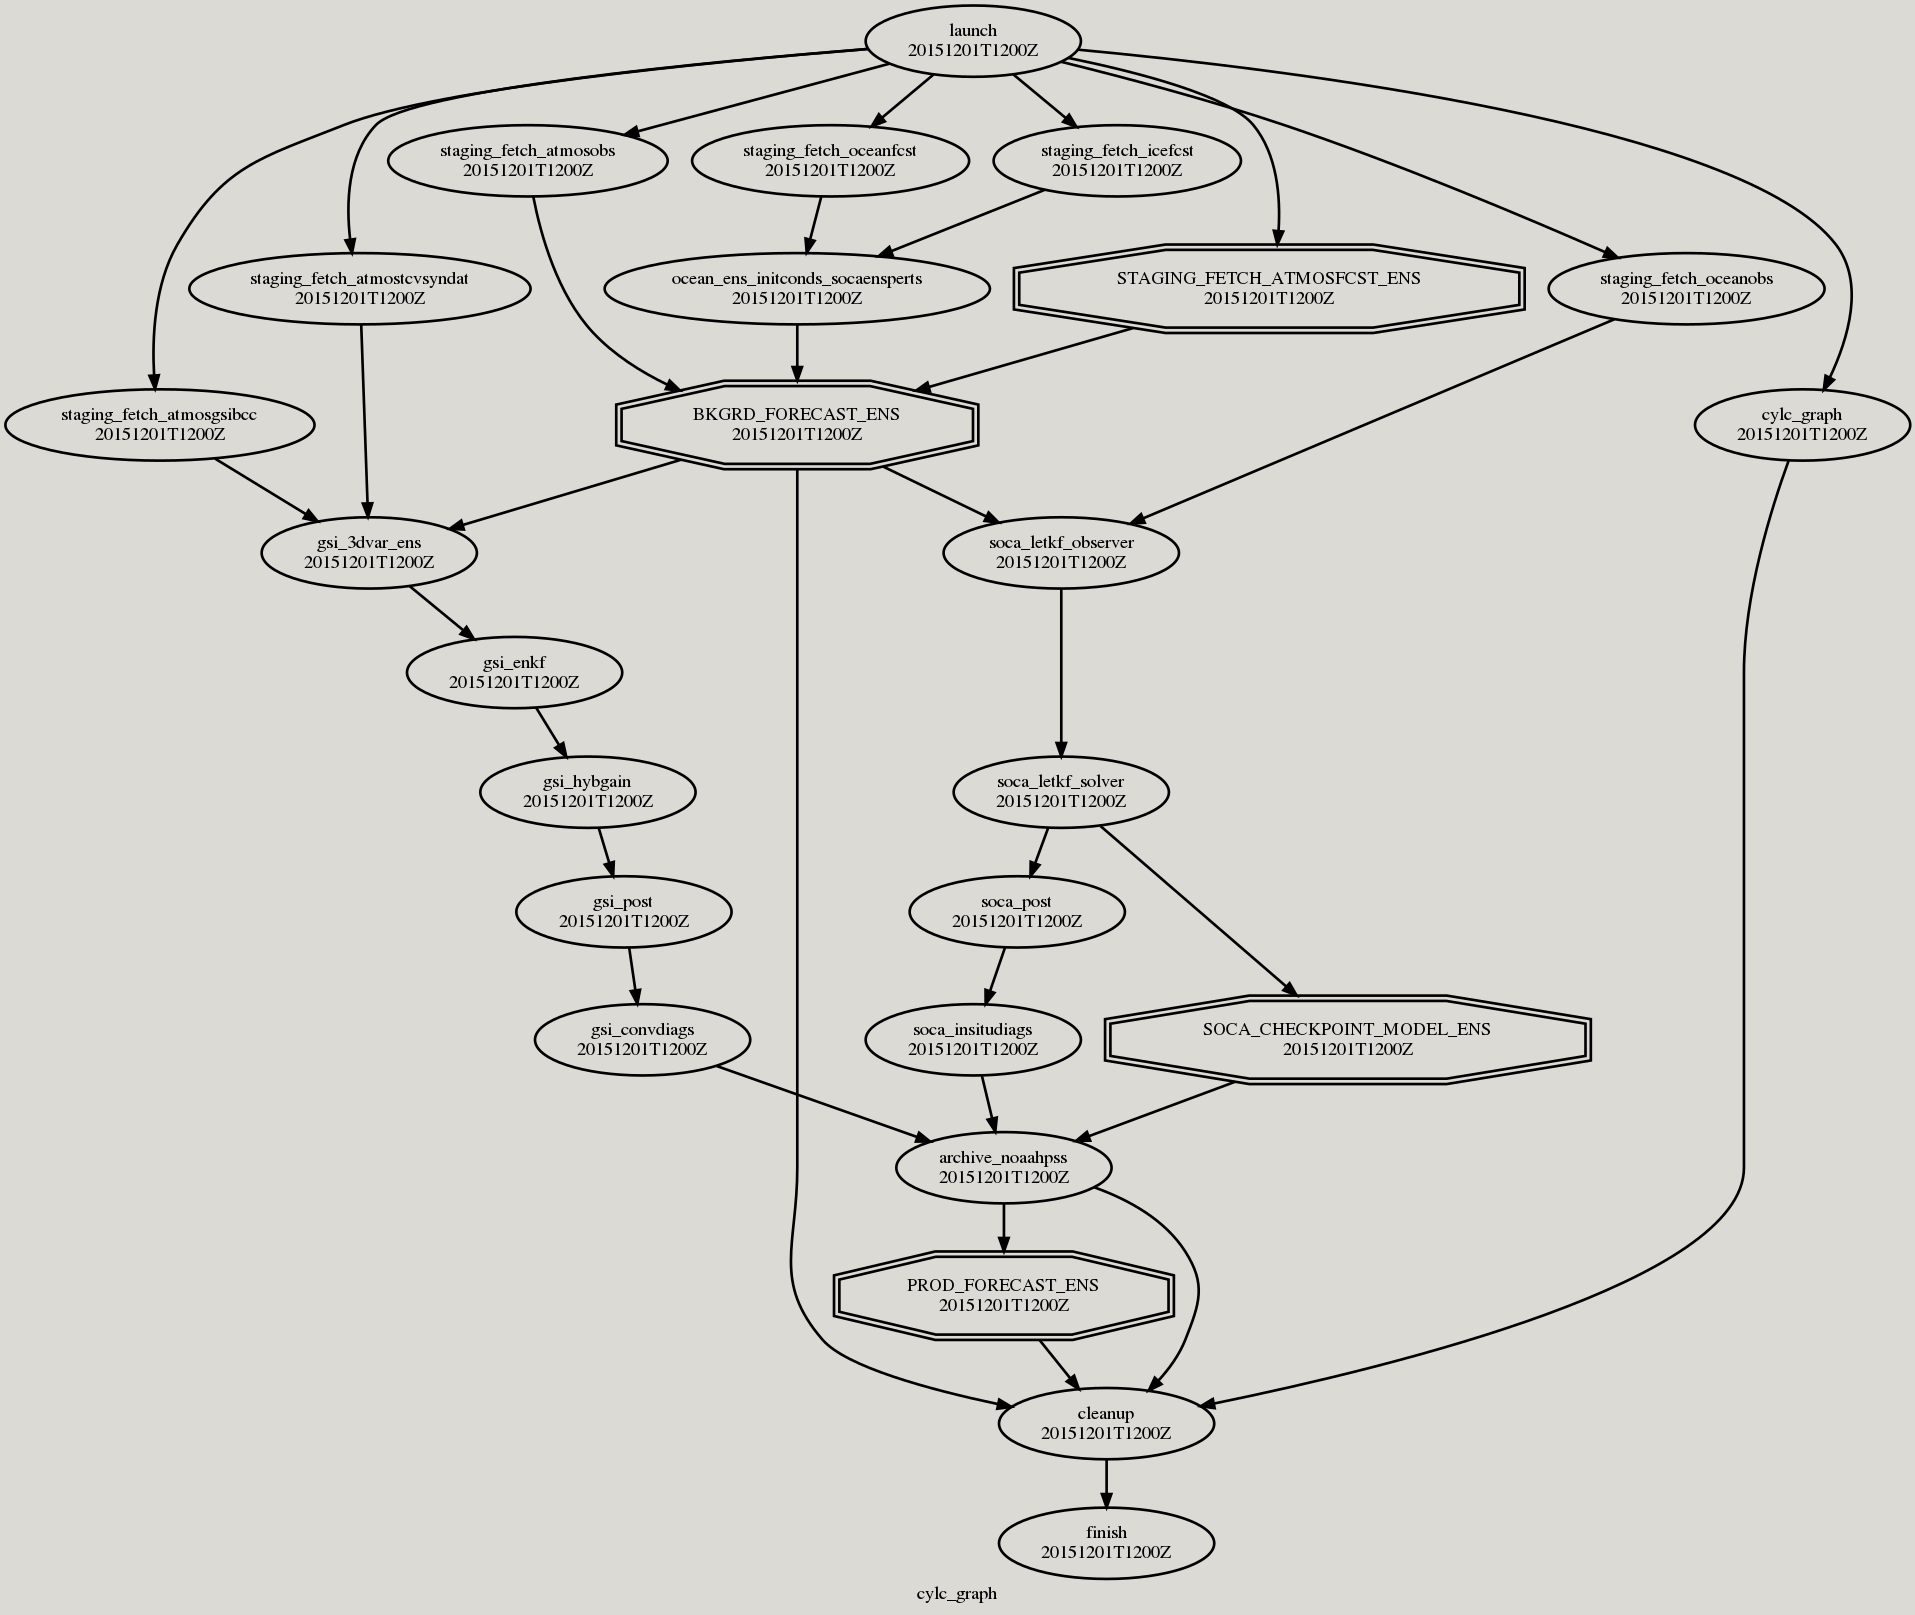 launch
20151201T1200Z
staging_fetch_atmosobs
20151201T1200Z
staging_fetch_oceanfcst
20151201T1200Z
staging_fetch_icefcst
20151201T1200Z
staging_fetch_atmostcvsyndat
20151201T1200Z
ocean_ens_initconds_socaensperts
20151201T1200Z
STAGING_FETCH_ATMOSFCST_ENS
20151201T1200Z
staging_fetch_oceanobs
20151201T1200Z
staging_fetch_atmosgsibcc
20151201T1200Z
BKGRD_FORECAST_ENS
20151201T1200Z
cylc_graph
20151201T1200Z
gsi_3dvar_ens
20151201T1200Z
soca_letkf_observer
20151201T1200Z
gsi_enkf
20151201T1200Z
gsi_hybgain
20151201T1200Z
soca_letkf_solver
20151201T1200Z
gsi_post
20151201T1200Z
soca_post
20151201T1200Z
gsi_convdiags
20151201T1200Z
soca_insitudiags
20151201T1200Z
SOCA_CHECKPOINT_MODEL_ENS
20151201T1200Z
archive_noaahpss
20151201T1200Z
PROD_FORECAST_ENS
20151201T1200Z
cleanup
20151201T1200Z
finish
20151201T1200Z
cylc_graph